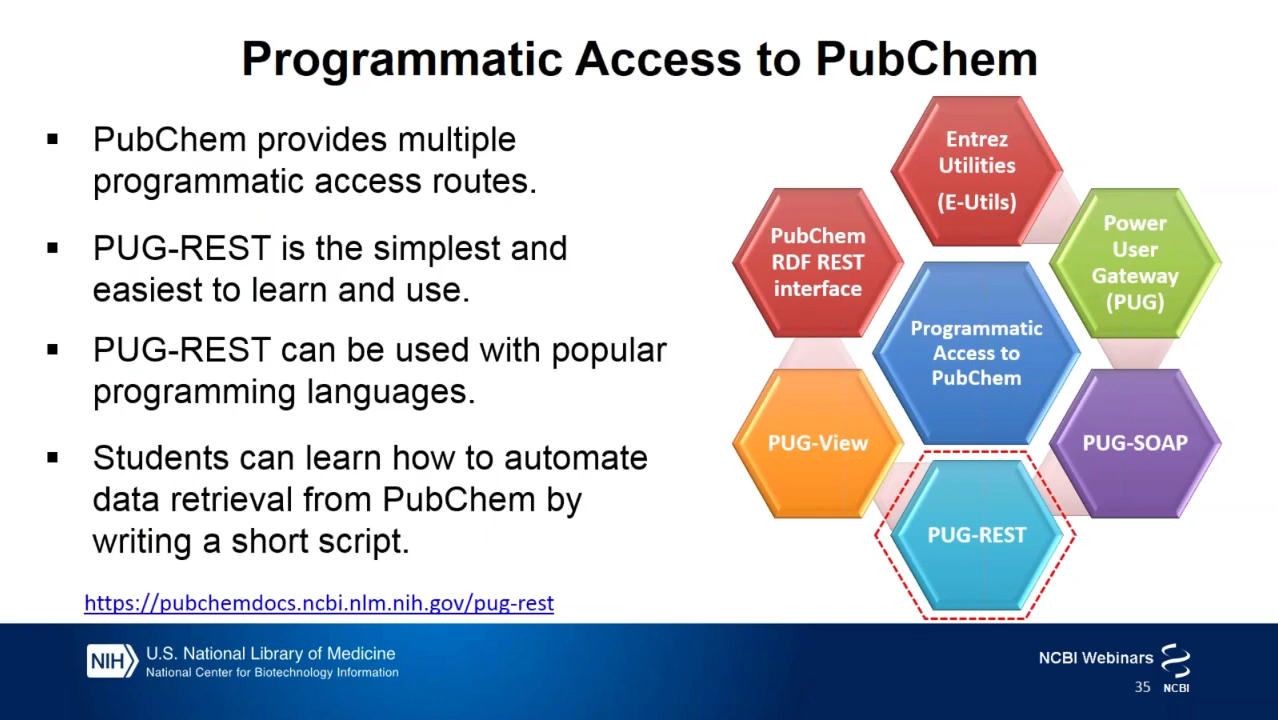 Programmatic Access to PubChem
▪ PubChem provides multiple
programmatic access routes.
▪ PUG-REST is the simplest and
easiest to learn and use.
▪ PUG-REST can be used with popular
programming languages.
▪ Students can learn how to automate
data retrieval from PubChem by
writing a short script.
https://pubchemdocs.ncbi.nlm.nih.gov/pug-rest
Entrez
Utilities
(E-Utils)
Power
User
Gateway
(PUG)
PUG-SOAP
PUG-REST
PUG-View
PubChem
RDF REST
interface
Programmatic
Access to
PubChem
NIH
U.S. National Library of Medicine
National Center for Biotechnology Information
NCBI Webinars
35
NCBI